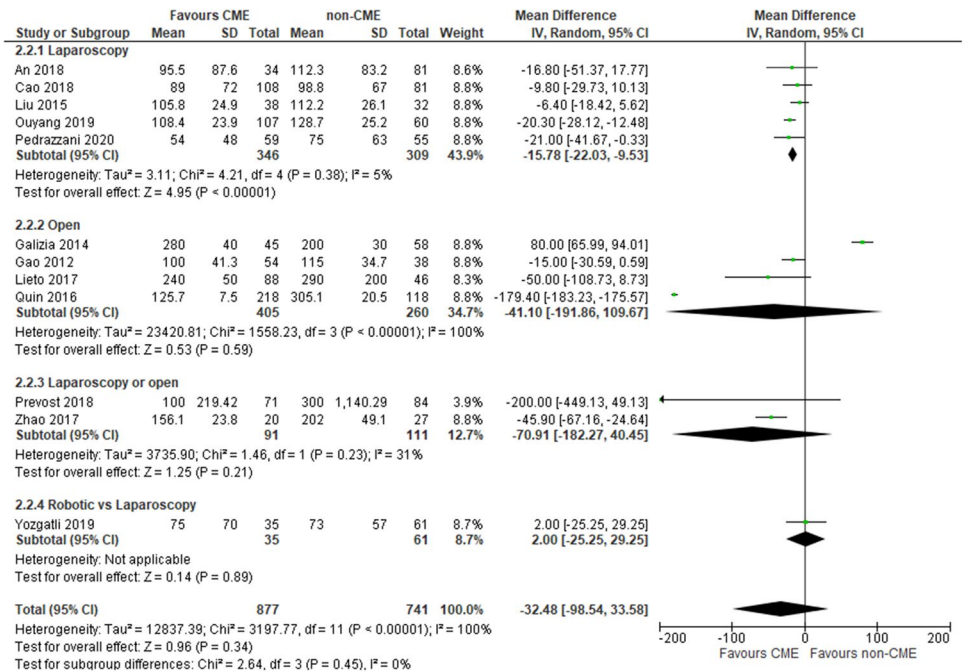 Favours CME non-CME Mean Difference Mean Difference
Study or Subgroup Mean SD Total Mean SD Total Weight IV, Random, 95% CI IV, Random, 95% CI
2.2.1 Laparoscopy
An 2018 95.5 87.6 34 112.3 83.2 81 8.6% -16.80 [-51.37, 17.77]
Cao 2018 89 72 108 98.8 67 81 8.8% -9.80 [-29.73, 10.13]
Liu 2015 105.8 24.9 38 112.2 26.1 32 8.8% -6.40 [-18.42, 5.62]
Ouyang 2019 108.4 23.9 107 128.7 25.2 60 8.8% -20.30 [-28.12, -12.48]
Pedrazzani 2020 54 48 59 75 63 55 8.8% -21.00 [-41.67, -0.33]
Subtotal (95% CI) 346 309 43.9% -15.78 [-22.03, -9.53]
Heterogeneity: Tau² = 3.11; Chi² = 4.21, df = 4 (P = 0.38); I² = 5%
Test for overall effect: Z = 4.95 (P < 0.00001)
2.2.2 Open
Galizia 2014 280 40 45 200 30 58 8.8% 80.00 [65.99, 94.01]
Gao 2012 100 41.3 54 115 34.7 38 8.8% -15.00 [-30.59, 0.59]
Lieto 2017 240 50 88 290 200 46 8.2% -50.00 [-108.73, 8.73]
Quin 2016 125.7 7.5 218 305.1 20.5 118 8.8% -179.40 [-183.23, -175.57]
Subtotal (95% CI) 405 260 34.7% -41.10 [-191.86, 109.67]
Heterogeneity: Tau² = 23420.81; Chi² = 1558.23, df = 3 (P < 0.00001); I² = 100%
Test for overall effect: Z = 0.53 (P = 0.59)
2.2.3 Laparoscopy or open
Prevost 2018 100 219.42 71 300 1,140.29 84 3.9% -200.00 [-449.13, 49.13]
Zhao 2017 156.1 23.8 20 202 49.1 27 8.8% -45.90 [-67.16, -24.64]
Subtotal (95% CI) 91 111 12.7% -70.91 [-182.27, 40.45]
Heterogeneity: Tau² = 3735.90; Chi² = 1.46, df = 1 (P = 0.23); I² = 31%
Test for overall effect: Z = 1.25 (P = 0.21)
2.2.4 Robotic vs Laparoscopy
Yozgatli 2019 75 70 35 73 57 61 8.7% 2.00 [-25.25, 29.25]
Subtotal (95% CI) 35 61 8.7% 2.00 [-25.25, 29.25]
Heterogeneity: Not applicable
Test for overall effect: Z = 0.14 (P = 0.89)
Total (95% CI) 877 741 100.0% -32.48 [-98.54, 33.58]
Heterogeneity: Tau² = 12837.39; Chi² = 3197.77, df = 11 (P < 0.00001); I² = 100%
Test for overall effect: Z = 0.96 (P = 0.34)
Test for subgroup differences: Chi² = 2.64, df = 3 (P = 0.45), I² = 0%
-200 -100 0 100 200
Favours CME Favours non-CME